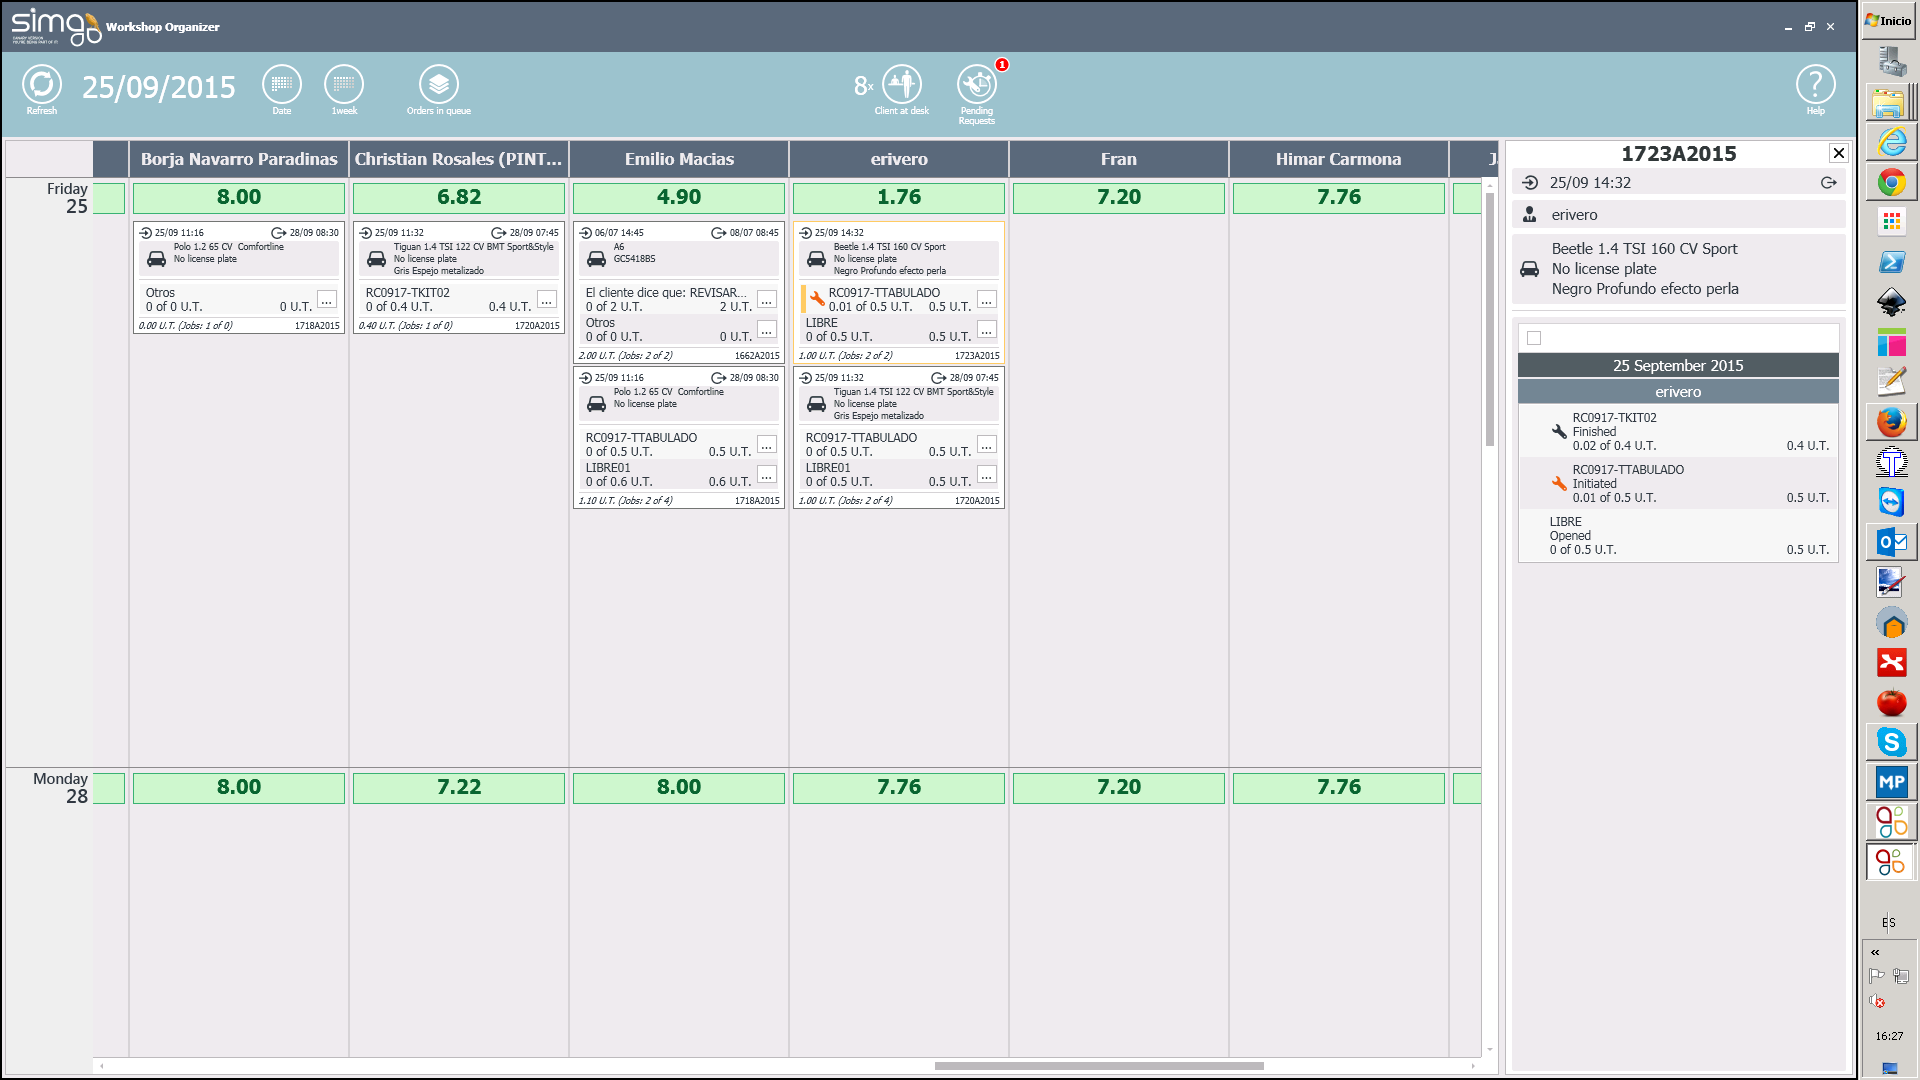 simgo Workshop Organizer
Refresh
25/09/2015
Date
1week
Orders in queue
8x
Client at desk
1
Pending
Requests
Help
Inicio
Borja Navarro Paradinas
Christian Rosales (PINT...
Emilio Macias
erivero
Fran
Himar Carmona
Friday
25
8.00
6.82
4.90
1.76
7.20
7.76
25/09 11:16 28/09 08:30
Polo 1.2 65 CV Comfortline
No license plate
Otros
0 of 0 U.T. 0 U.T. ...
0.00 U.T. (Jobs: 1 of 0) 1718A2015
25/09 11:32 28/09 07:45
Tiguan 1.4 TSI 122 CV BMT Sport&Style
No license plate
Gris Espejo metalizado
RC0917-TKIT02
0 of 0.4 U.T. 0.4 U.T. ...
0.40 U.T. (Jobs: 1 of 0) 1720A2015
06/07 14:45 08/07 08:45
A6
GC5418BS
El cliente dice que: REVISAR...
0 of 2 U.T. 2 U.T. ...
Otros
0 of 0 U.T. 0 U.T. ...
2.00 U.T. (Jobs: 2 of 2) 1662A2015
25/09 11:16 28/09 08:30
Polo 1.2 65 CV Comfortline
No license plate
RC0917-TTABULADO
0 of 0.5 U.T. 0.5 U.T. ...
LIBRE01
0 of 0.6 U.T. 0.6 U.T. ...
1.10 U.T. (Jobs: 2 of 4) 1718A2015
25/09 14:32
Beetle 1.4 TSI 160 CV Sport
No license plate
Negro Profundo efecto perla
RC0917-TTABULADO
0.01 of 0.5 U.T. 0.5 U.T. ...
LIBRE
0 of 0.5 U.T. 0.5 U.T. ...
1.00 U.T. (Jobs: 2 of 2) 1723A2015
25/09 11:32 28/09 07:45
Tiguan 1.4 TSI 122 CV BMT Sport&Style
No license plate
Gris Espejo metalizado
RC0917-TTABULADO
0 of 0.5 U.T. 0.5 U.T. ...
LIBRE01
0 of 0.5 U.T. 0.5 U.T. ...
1.00 U.T. (Jobs: 2 of 4) 1720A2015
Monday
28
8.00
7.22
8.00
7.76
7.20
7.76
1723A2015
25/09 14:32
erivero
Beetle 1.4 TSI 160 CV Sport
No license plate
Negro Profundo efecto perla
25 September 2015
erivero
RC0917-TKIT02
Finished
0.02 of 0.4 U.T. 0.4 U.T.
RC0917-TTABULADO
Initiated
0.01 of 0.5 U.T. 0.5 U.T.
LIBRE
Opened
0 of 0.5 U.T. 0.5 U.T.
MP
ES
16:27